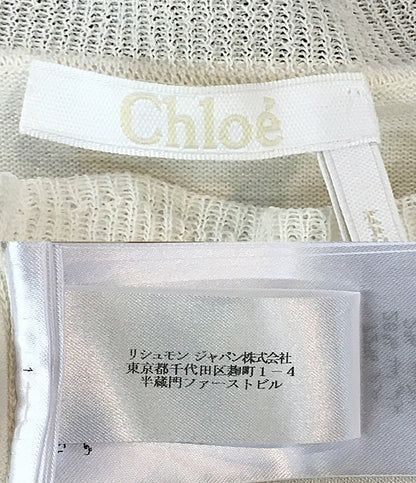 Chloé
リシュモン ジャパン株式会社
東京都千代田区麹町1-4
半蔵門ファーストビル